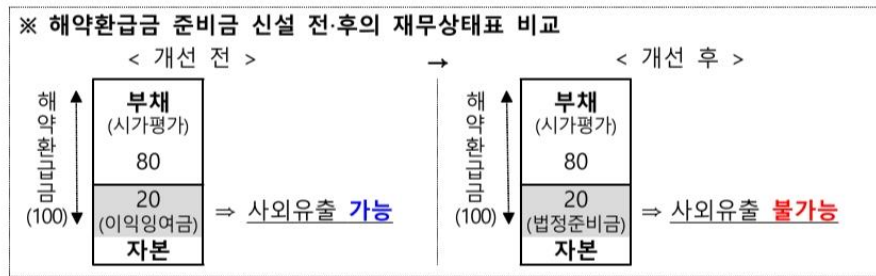 ※ 해약환급금 준비금 신설 전·후의 재무상태표 비교
< 개선 전 >
→
< 개선 후 >
해약환급금
(100)
부채
(시가평가)
80
20
(이익잉여금)
자본
⇒ 사외유출 가능
해약환급금
(100)
부채
(시가평가)
80
20
(법정준비금)
자본
⇒ 사외유출 불가능